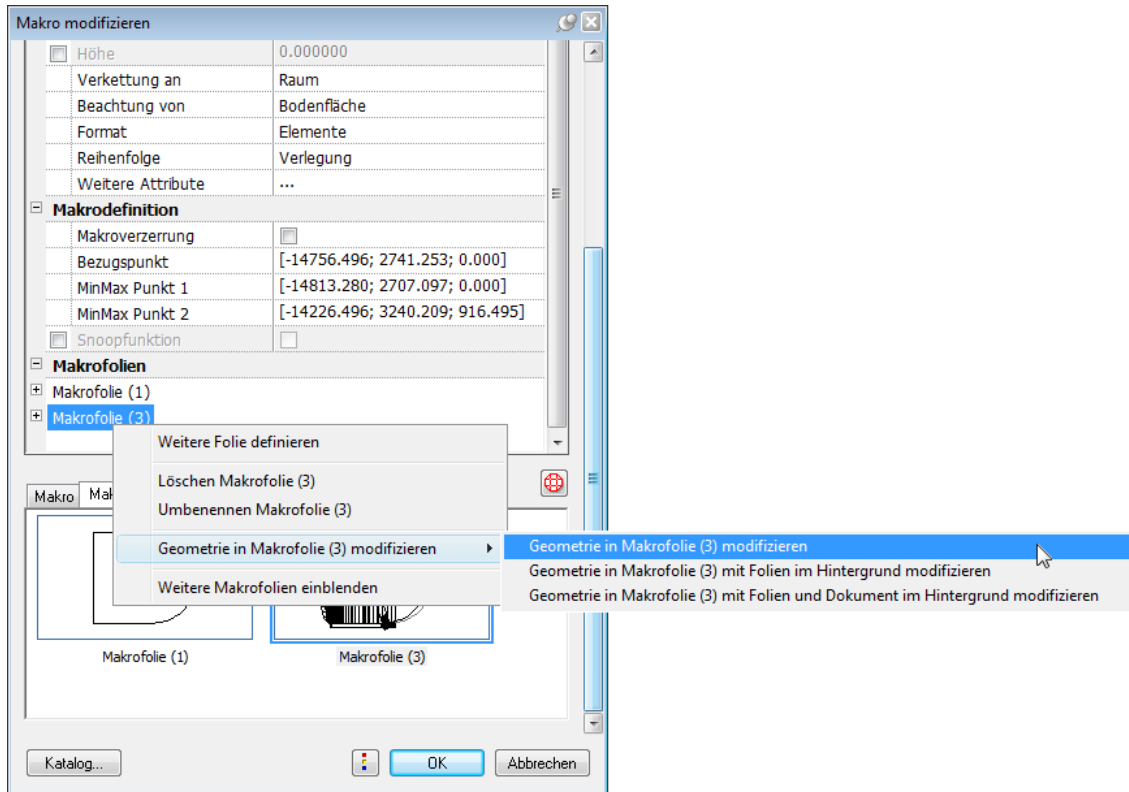 Makro modifizieren
Höhe 0.000000
Verkettung an Raum
Beachtung von Bodenfläche
Format Elemente
Reihenfolge Verlegung
Weitere Attribute ...
Makrodefinition
Makroverzerrung
Bezugspunkt [-14756.496; 2741.253; 0.000]
MinMax Punkt 1 [-14813.280; 2707.097; 0.000]
MinMax Punkt 2 [-14226.496; 3240.209; 916.495]
Snoopfunktion
Makrofolien
Makrofolie (1)
Makrofolie (3)
Weitere Folie definieren
Löschen Makrofolie (3)
Umbenennen Makrofolie (3)
Geometrie in Makrofolie (3) modifizieren
Weitere Makrofolien einblenden
Geometrie in Makrofolie (3) modifizieren
Geometrie in Makrofolie (3) mit Folien im Hintergrund modifizieren
Geometrie in Makrofolie (3) mit Folien und Dokument im Hintergrund modifizieren
Makro
Makrofolie (1) Makrofolie (3)
Katalog... OK Abbrechen